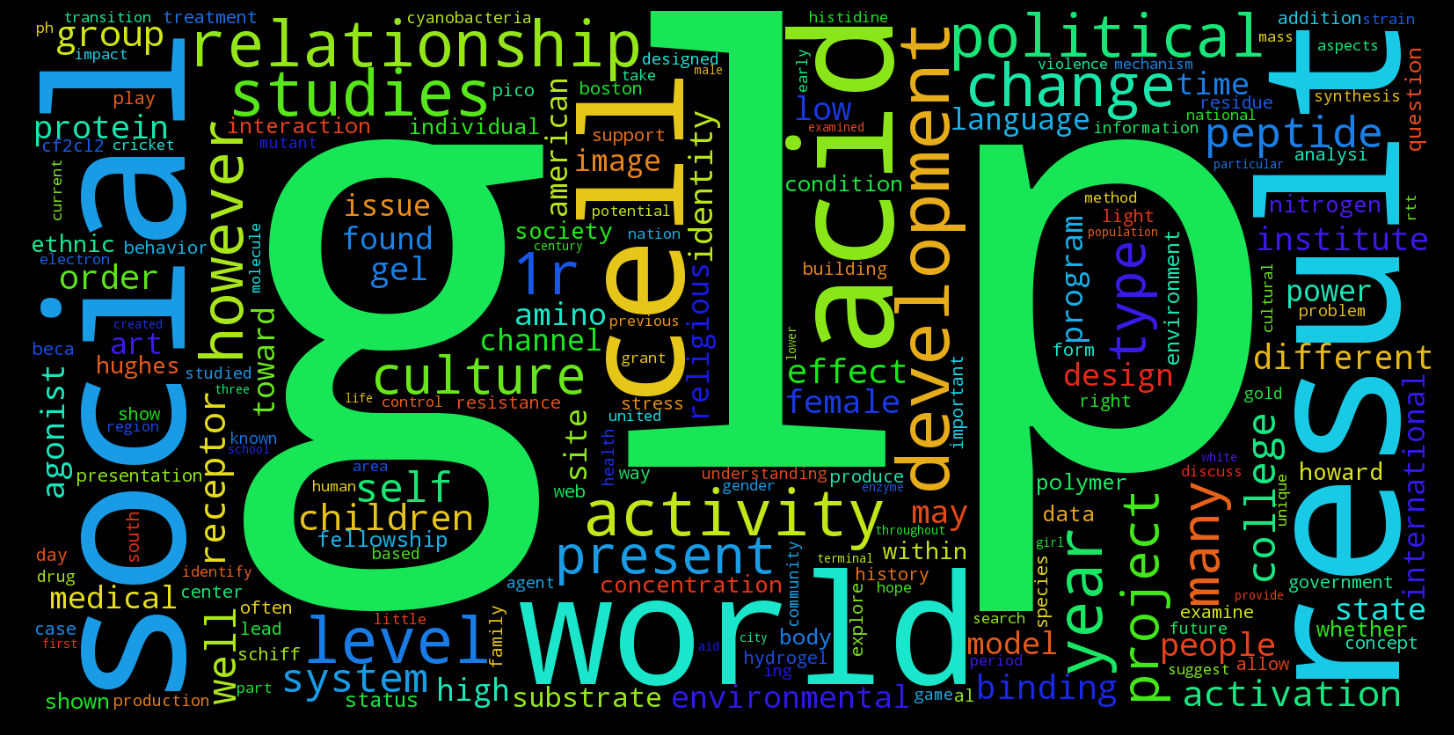 glp
social
result
world
cell
acid
development
relationship
studies
political
change
group
protein
however
culture
activity
present
level
system
year
project
many
type
peptide
language
time
institute
different
power
college
international
activation
state
people
model
binding
environmental
substrate
high
well
medical
receptor
agonist
order
ethnic
art
hughes
toward
self
children
fellowship
issue
found
gel
1r
amino
channel
site
society
american
image
identity
religious
low
condition
effect
female
program
environment
design
polymer
data
may
within
concentration
body
hydrogel
history
explore
species
howard
government
whether
concept
examine
future
suggest
allow
search
period
game
al
ing
aid
city
community
hope
terminal
throughout
girl
agent
based
human
area
life
control
resistance
stress
grant
previous
united
health
way
web
understanding
gender
produce
enzyme
lower
building
important
form
right
method
light
population
nitrogen
analysi
particular
national
residue
information
violence
mechanism
addition
strain
mass
aspects
synthesis
question
rtt
problem
cultural
gold
white
discuss
unique
provide
histidine
early
examined
designed
take
male
boston
support
potential
nation
century
pico
individual
interaction
mutant
cyanobacteria
transition
treatment
ph
impact
play
cf2cl2
cricket
current
behavior
electron
molecule
created
beca
studied
three
show
region
known
school
presentation
south
day
drug
identify
center
case
first
often
lead
schiff
part
shown
production
status
little
family